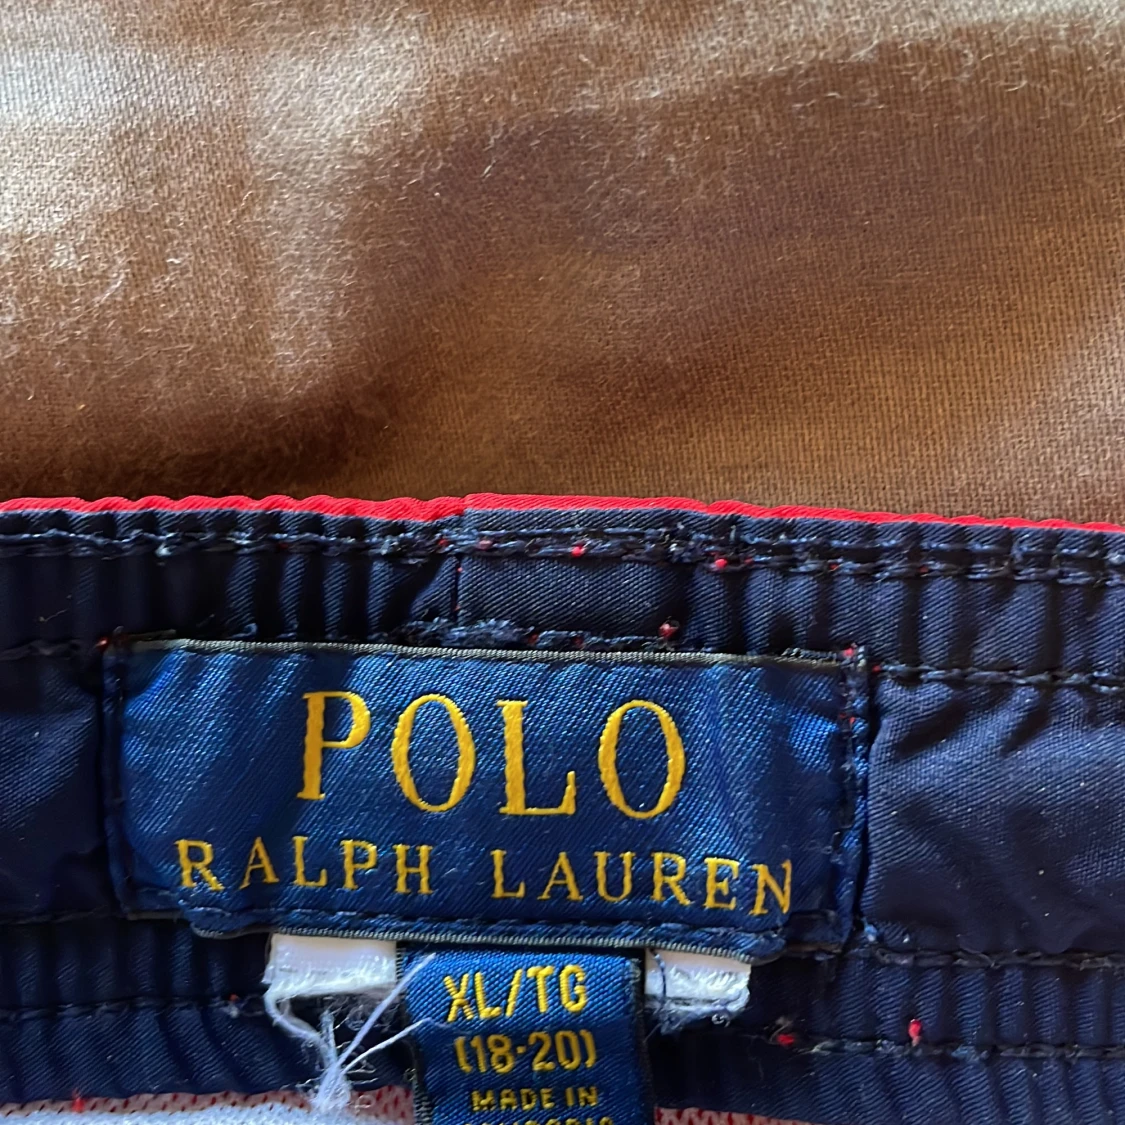 POLO
RALPH LAUREN
XL/TG
(18-20)
MADE IN